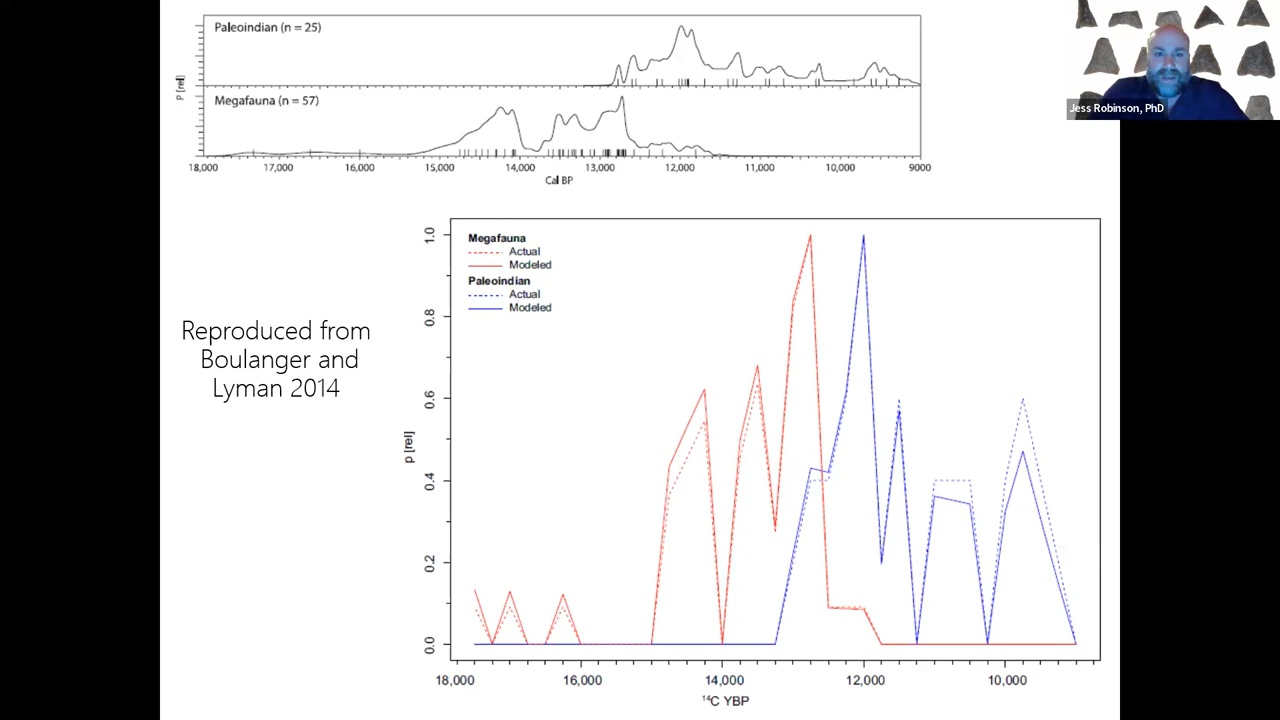 Paleoindian (n = 25)
P [rel]
Megafauna (n = 57)
18,000 17,000 16,000 15,000 14,000 13,000 12,000 11,000 10,000 9000
Cal BP
Jess Robinson, PhD
Reproduced from
Boulanger and
Lyman 2014
Megafauna
Actual
Modeled
Paleoindian
Actual
Modeled
1.0
0.8
0.6
0.4
0.2
0.0
p [rel]
18,000 16,000 14,000 12,000 10,000
14C YBP